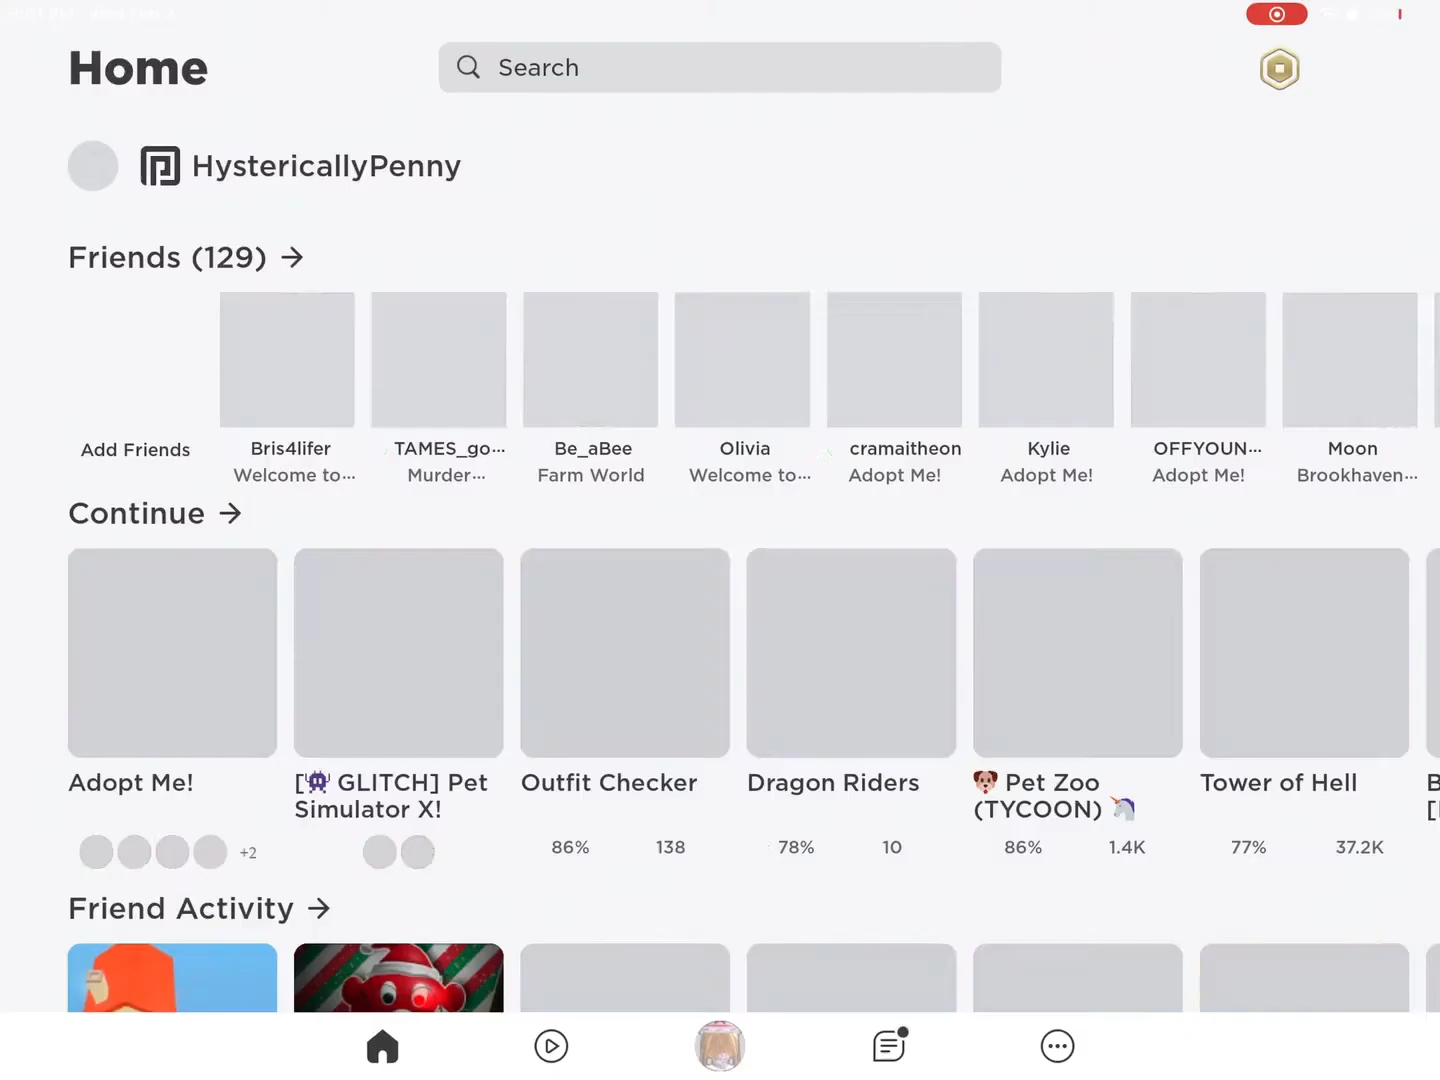 Home
Search
HystericallyPenny
Friends (129) →
Add Friends
Bris4lifer
TAMES_go...
Be_aBee
Olivia
cramaitheon
Kylie
OFFYOUN...
Moon
Welcome to...
Murder...
Farm World
Welcome to...
Adopt Me!
Adopt Me!
Adopt Me!
Brookhaven...
Continue →
Adopt Me!
[👾 GLITCH] Pet
Simulator X!
Outfit Checker
Dragon Riders
🐶 Pet Zoo
(TYCOON) 🦄
Tower of Hell
+2
86% 138
78% 10
86% 1.4K
77% 37.2K
Friend Activity →